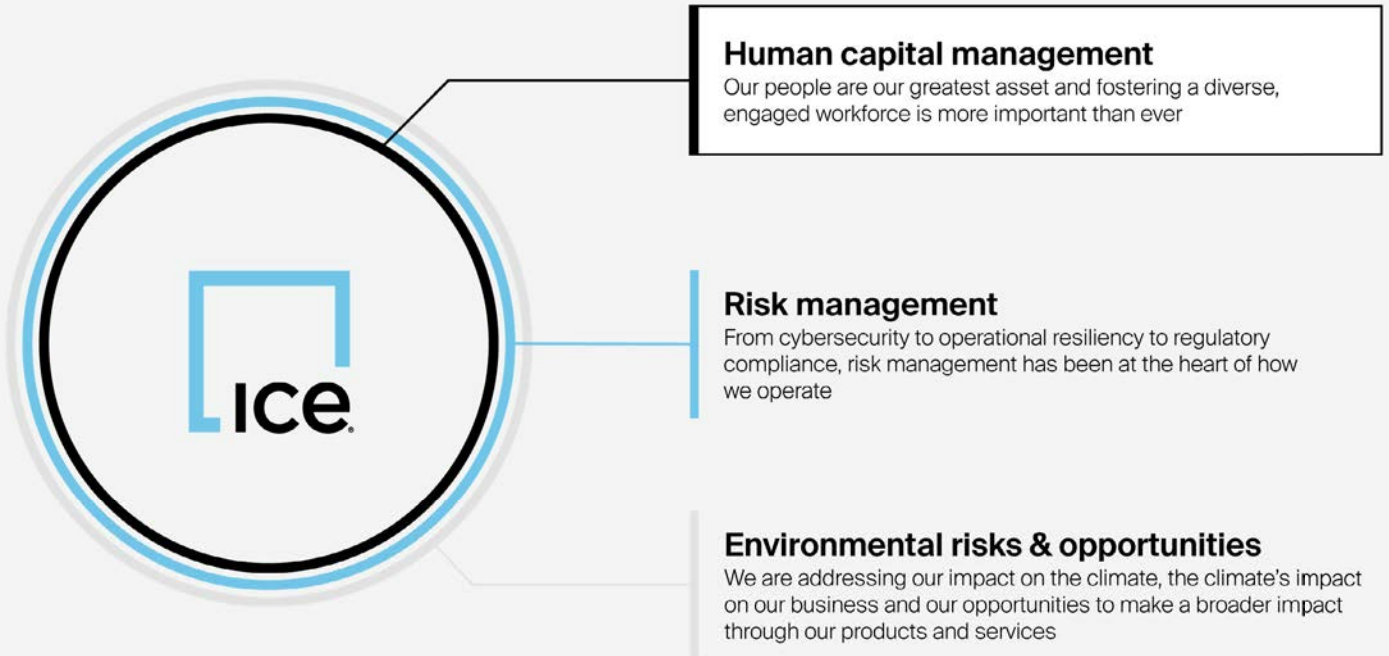 Human capital management
Our people are our greatest asset and fostering a diverse,
engaged workforce is more important than ever
ice®
Risk management
From cybersecurity to operational resiliency to regulatory
compliance, risk management has been at the heart of how
we operate
Environmental risks & opportunities
We are addressing our impact on the climate, the climate’s impact
on our business and our opportunities to make a broader impact
through our products and services